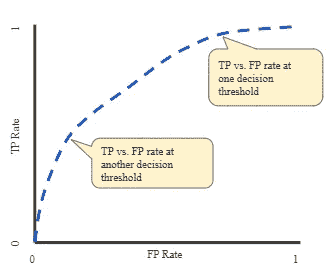 1
TP vs. FP rate at
one decision
threshold
TP Rate
TP vs. FP rate at
another decision
threshold
0
0
FP Rate
1